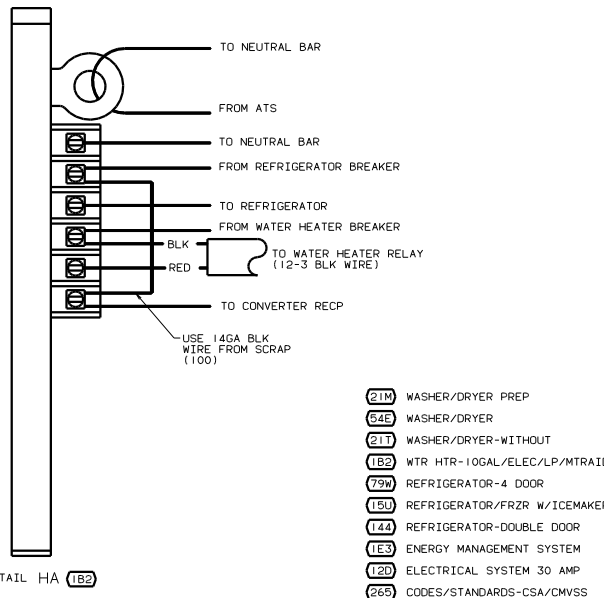 TO NEUTRAL BAR
FROM ATS
TO NEUTRAL BAR
FROM REFRIGERATOR BREAKER
TO REFRIGERATOR
FROM WATER HEATER BREAKER
BLK
TO WATER HEATER RELAY
(12-3 BLK WIRE)
RED
TO CONVERTER RECP
USE 14GA BLK
WIRE FROM SCRAP
(100)
21M WASHER/DRYER PREP
54E WASHER/DRYER
21T WASHER/DRYER-WITHOUT
1B2 WTR HTR-10GAL/ELEC/LP/MTRAID
79W REFRIGERATOR-4 DOOR
15U REFRIGERATOR/FRZR W/ICEMAKER
144 REFRIGERATOR-DOUBLE DOOR
1E3 ENERGY MANAGEMENT SYSTEM
12D ELECTRICAL SYSTEM 30 AMP
265 CODES/STANDARDS-CSA/CMVSS
TAIL HA 1B2